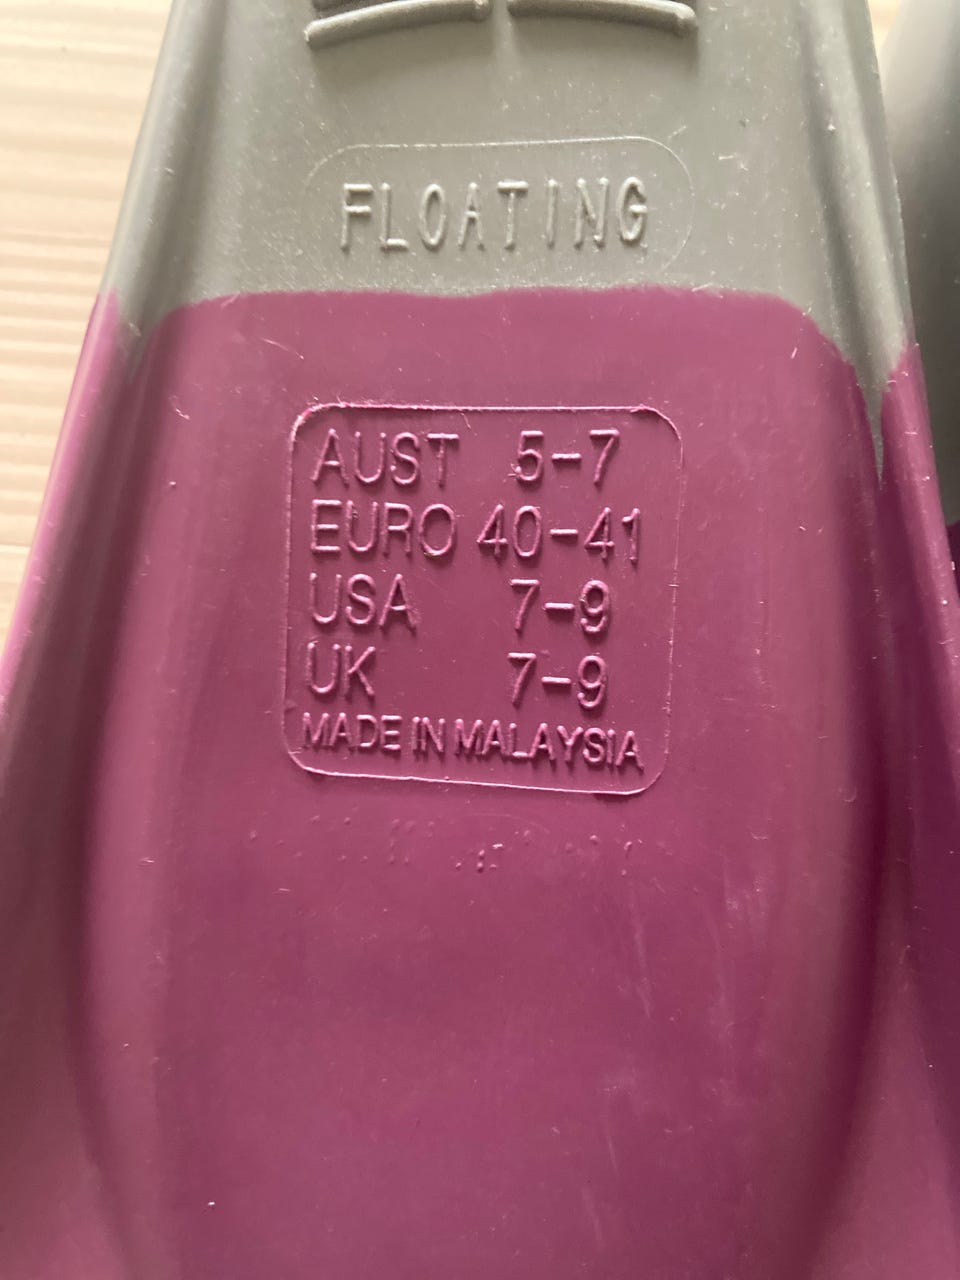 FLOATING
AUST 5-7
EURO 40-41
USA 7-9
UK 7-9
MADE IN MALAYSIA